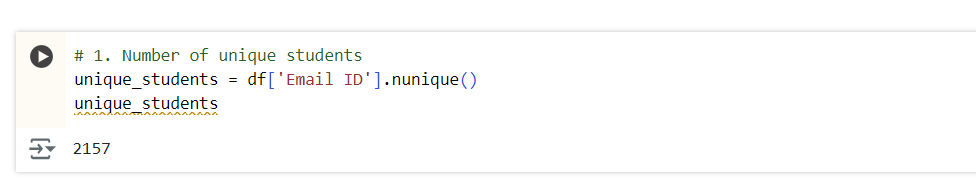 # 1. Number of unique students
unique_students = df['Email ID'].nunique()
unique_students
2157